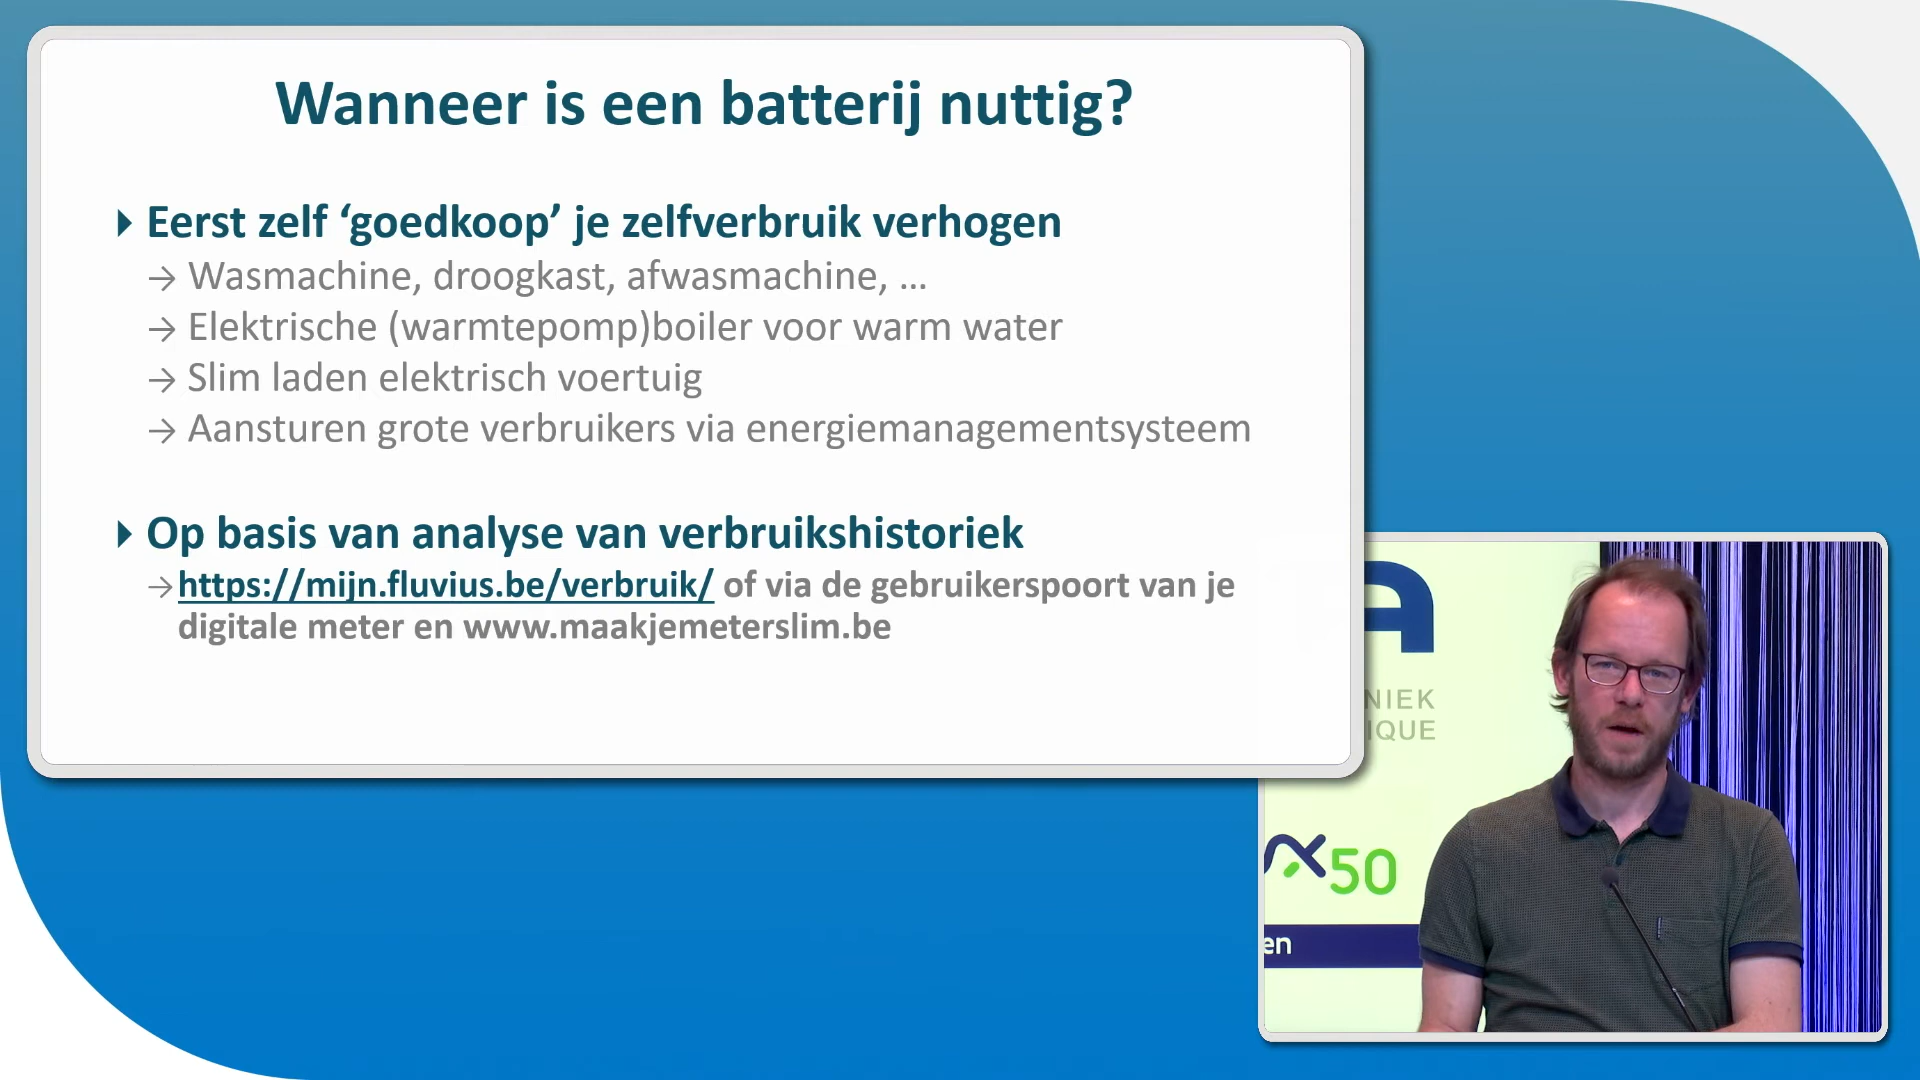 Wanneer is een batterij nuttig?
Eerst zelf ‘goedkoop’ je zelfverbruik verhogen
→ Wasmachine, droogkast, afwasmachine, …
→ Elektrische (warmtepomp)boiler voor warm water
→ Slim laden elektrisch voertuig
→ Aansturen grote verbruikers via energiemanagementsysteem
Op basis van analyse van verbruikshistoriek
→ https://mijn.fluvius.be/verbruik/ of via de gebruikerspoort van je
digitale meter en www.maakjemeterslim.be
A
NIEK
IQUE
50
en